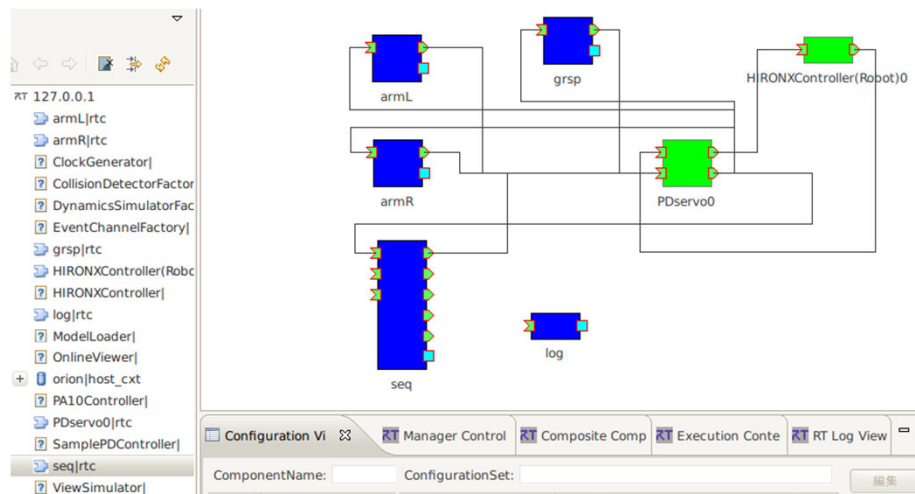 RT 127.0.0.1
armL|rtc
armR|rtc
ClockGenerator|
CollisionDetectorFactor
DynamicsSimulatorFac
EventChannelFactory|
grsp|rtc
HIRONXController(Robc
HIRONXController|
log|rtc
ModelLoader|
OnlineViewer|
orion|host_cxt
PA10Controller|
PDservo0|rtc
SamplePDController|
seq|rtc
ViewSimulator|
armL
grsp
HIRONXController(Robot)0
armR
PDservo0
seq
log
Configuration Vi
RT Manager Control
RT Composite Comp
RT Execution Conte
RT RT Log View
ComponentName:
ConfigurationSet:
編集